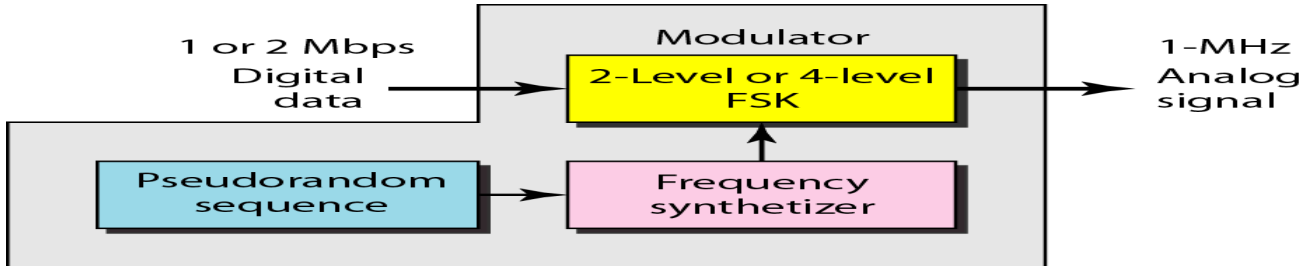 1 or 2 Mbps
Digital
data
Modulator
2-Level or 4-level
FSK
1-MHz
Analog
signal
Pseudorandom
sequence
Frequency
synthetizer